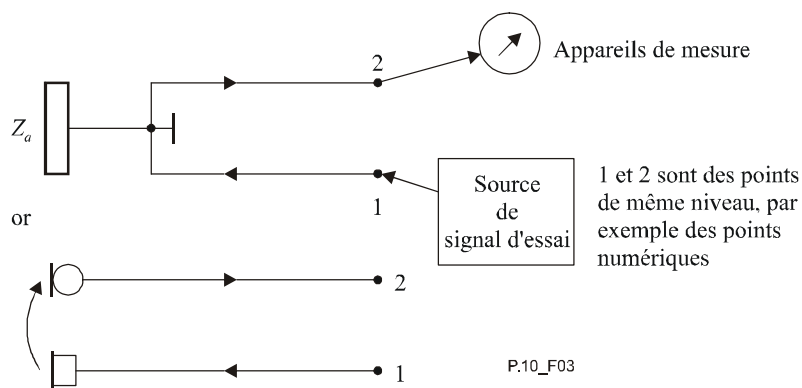 2
Appareils de mesure
Zₐ
1
Source
de
signal d'essai
1 et 2 sont des points
de même niveau, par
exemple des points
numériques
or
2
1
P.10_F03